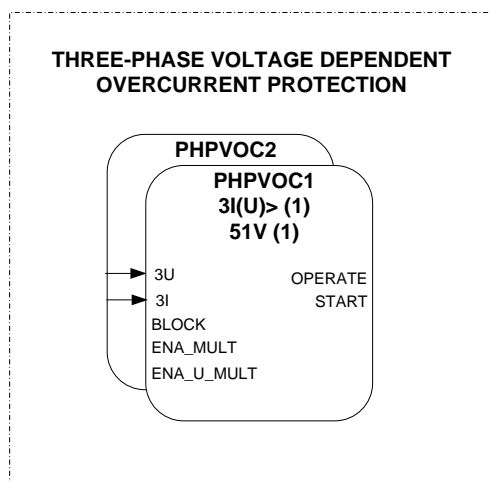 THREE-PHASE VOLTAGE DEPENDENT
OVERCURRENT PROTECTION
PHPVOC2
PHPVOC1
3I(U)> (1)
51V (1)
3U
OPERATE
3I
START
BLOCK
ENA_MULT
ENA_U_MULT